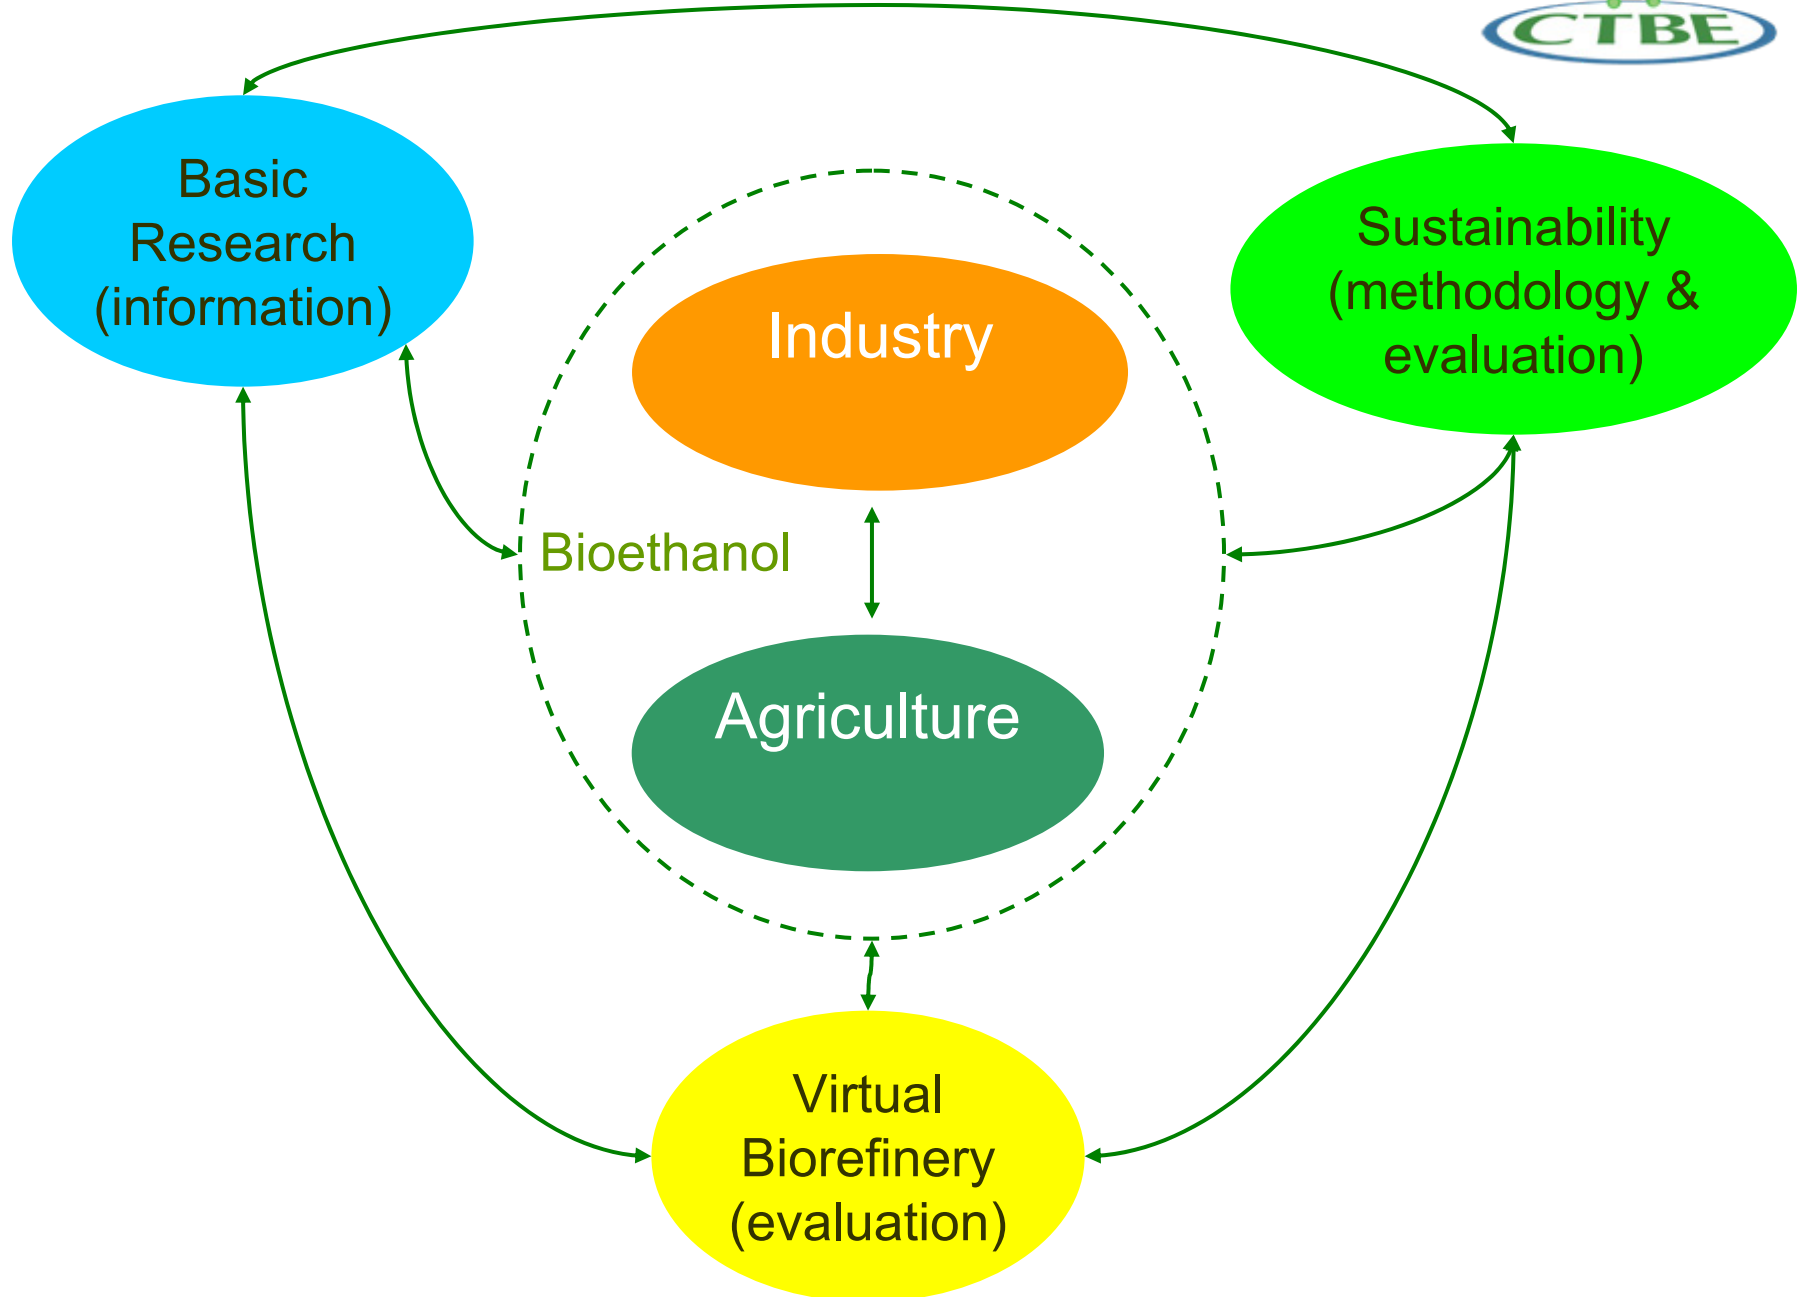 CTBE
Basic
Research
(information)
Sustainability
(methodology &
evaluation)
Industry
Bioethanol
Agriculture
Virtual
Biorefinery
(evaluation)